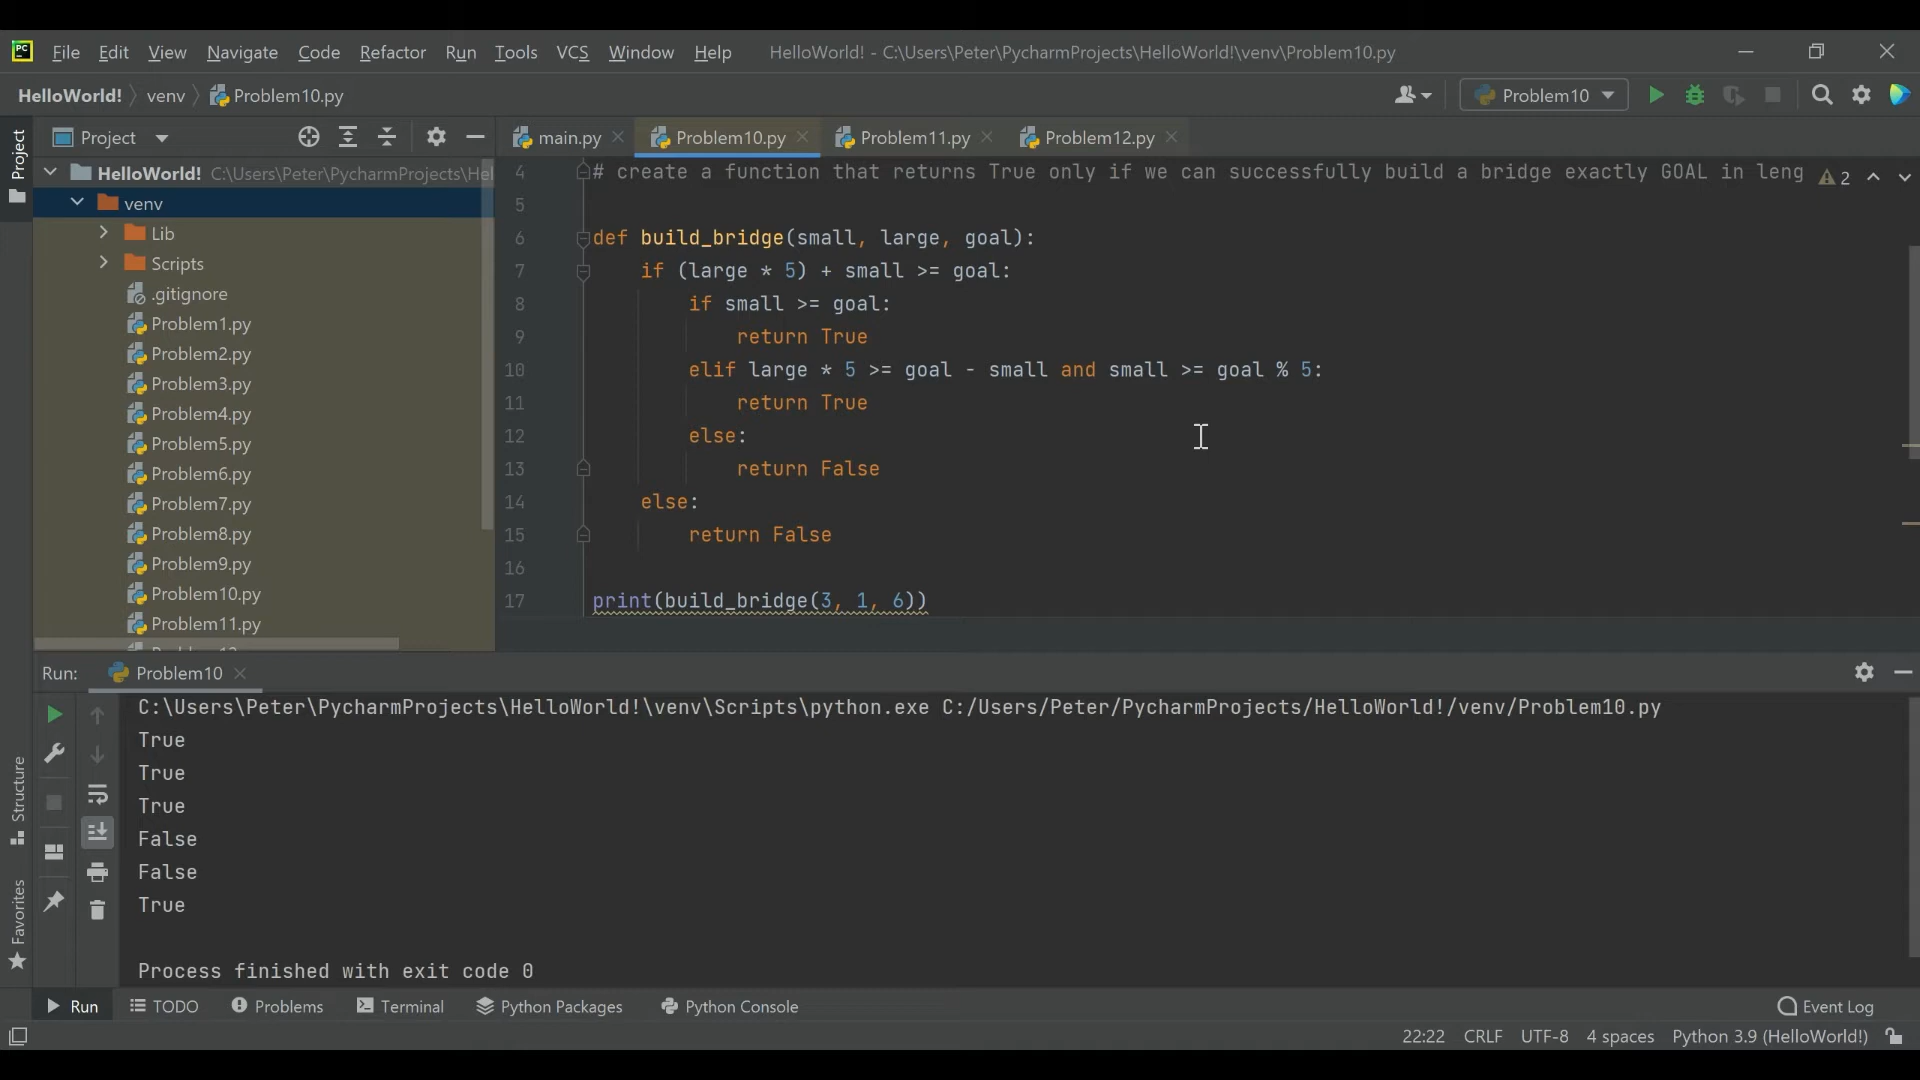 PC File Edit View Navigate Code Refactor Run Tools VCS Window Help HelloWorld! - C:\Users\Peter\PycharmProjects\HelloWorld!\venv\Problem10.py
HelloWorld! venv Problem10.py Problem10
Project
Project
main.py Problem10.py Problem11.py Problem12.py
HelloWorld! C:\Users\Peter\PycharmProjects\Hel
venv
Lib
Scripts
.gitignore
Problem1.py
Problem2.py
Problem3.py
Problem4.py
Problem5.py
Problem6.py
Problem7.py
Problem8.py
Problem9.py
Problem10.py
Problem11.py
4 # create a function that returns True only if we can successfully build a bridge exactly GOAL in leng 2
5
6 def build_bridge(small, large, goal):
7 if (large * 5) + small >= goal:
8 if small >= goal:
9 return True
10 elif large * 5 >= goal - small and small >= goal % 5:
11 return True
12 else:
13 return False
14 else:
15 return False
16
17 print(build_bridge(3, 1, 6))
Run: Problem10
C:\Users\Peter\PycharmProjects\HelloWorld!\venv\Scripts\python.exe C:/Users/Peter/PycharmProjects/HelloWorld!/venv/Problem10.py
True
True
True
False
False
True
Process finished with exit code 0
Structure
Favorites
Run TODO Problems Terminal Python Packages Python Console Event Log
22:22 CRLF UTF-8 4 spaces Python 3.9 (HelloWorld!)